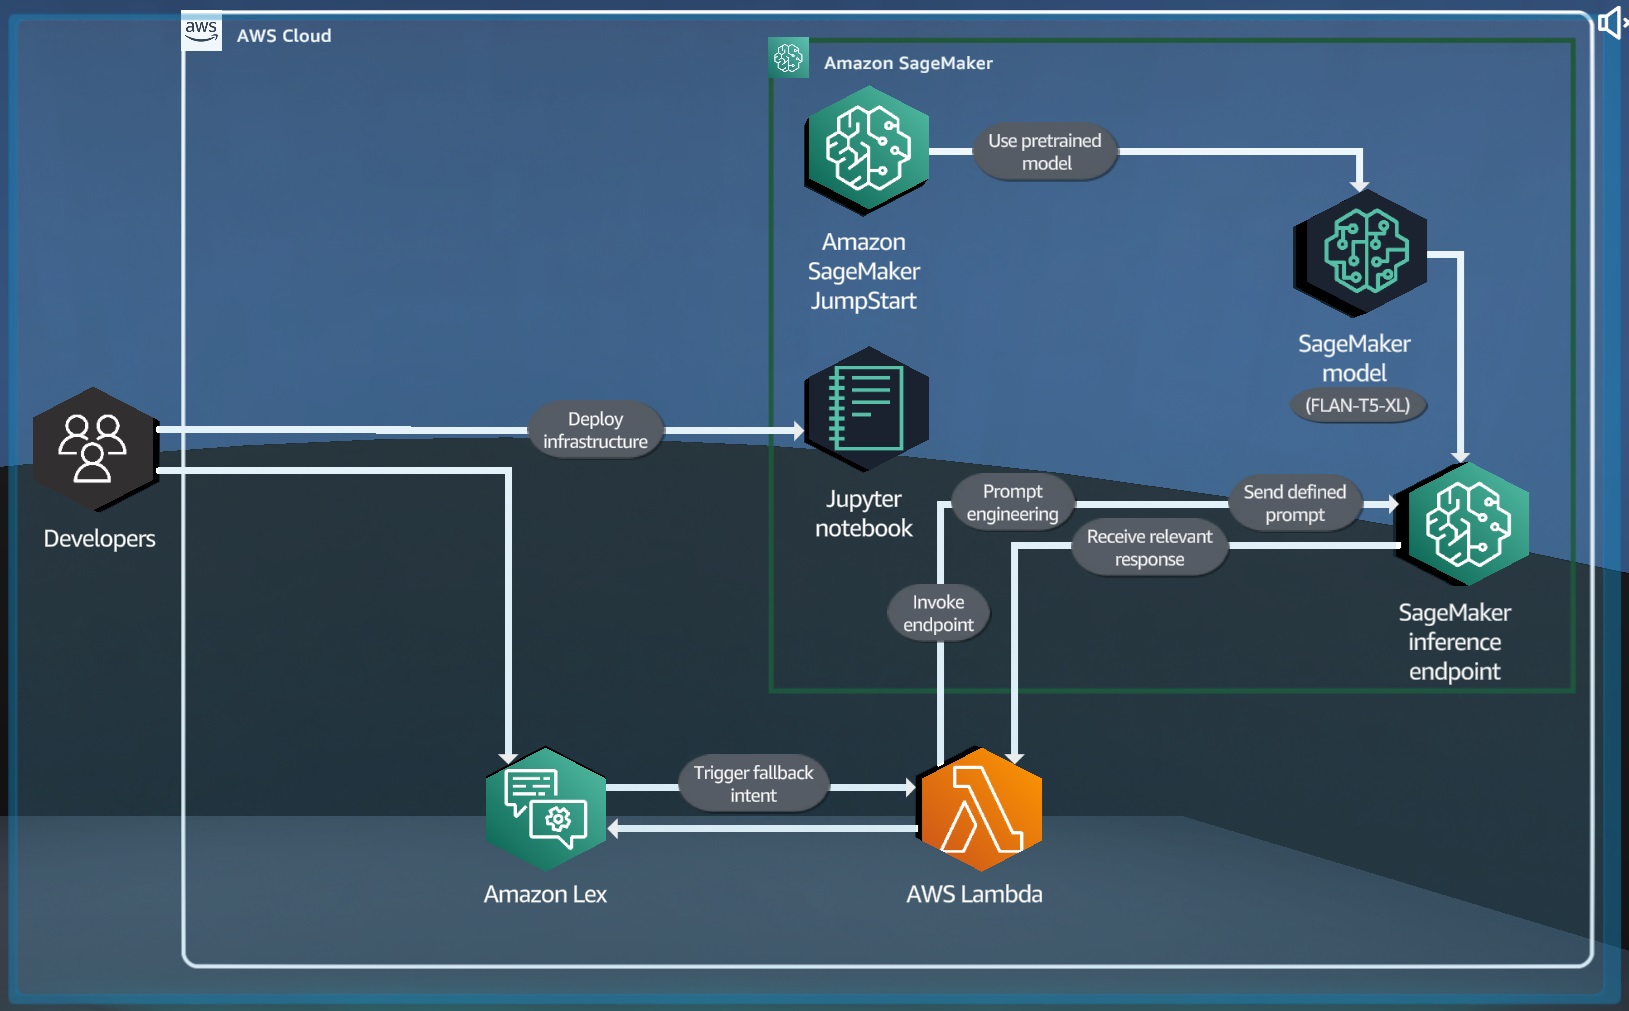 aws
AWS Cloud
Amazon SageMaker
Use pretrained
model
Amazon
SageMaker
JumpStart
SageMaker
model
(FLAN-T5-XL)
Deploy
infrastructure
Jupyter
notebook
Developers
Prompt
engineering
Send defined
prompt
Receive relevant
response
Invoke
endpoint
SageMaker
inference
endpoint
Trigger fallback
intent
Amazon Lex
AWS Lambda